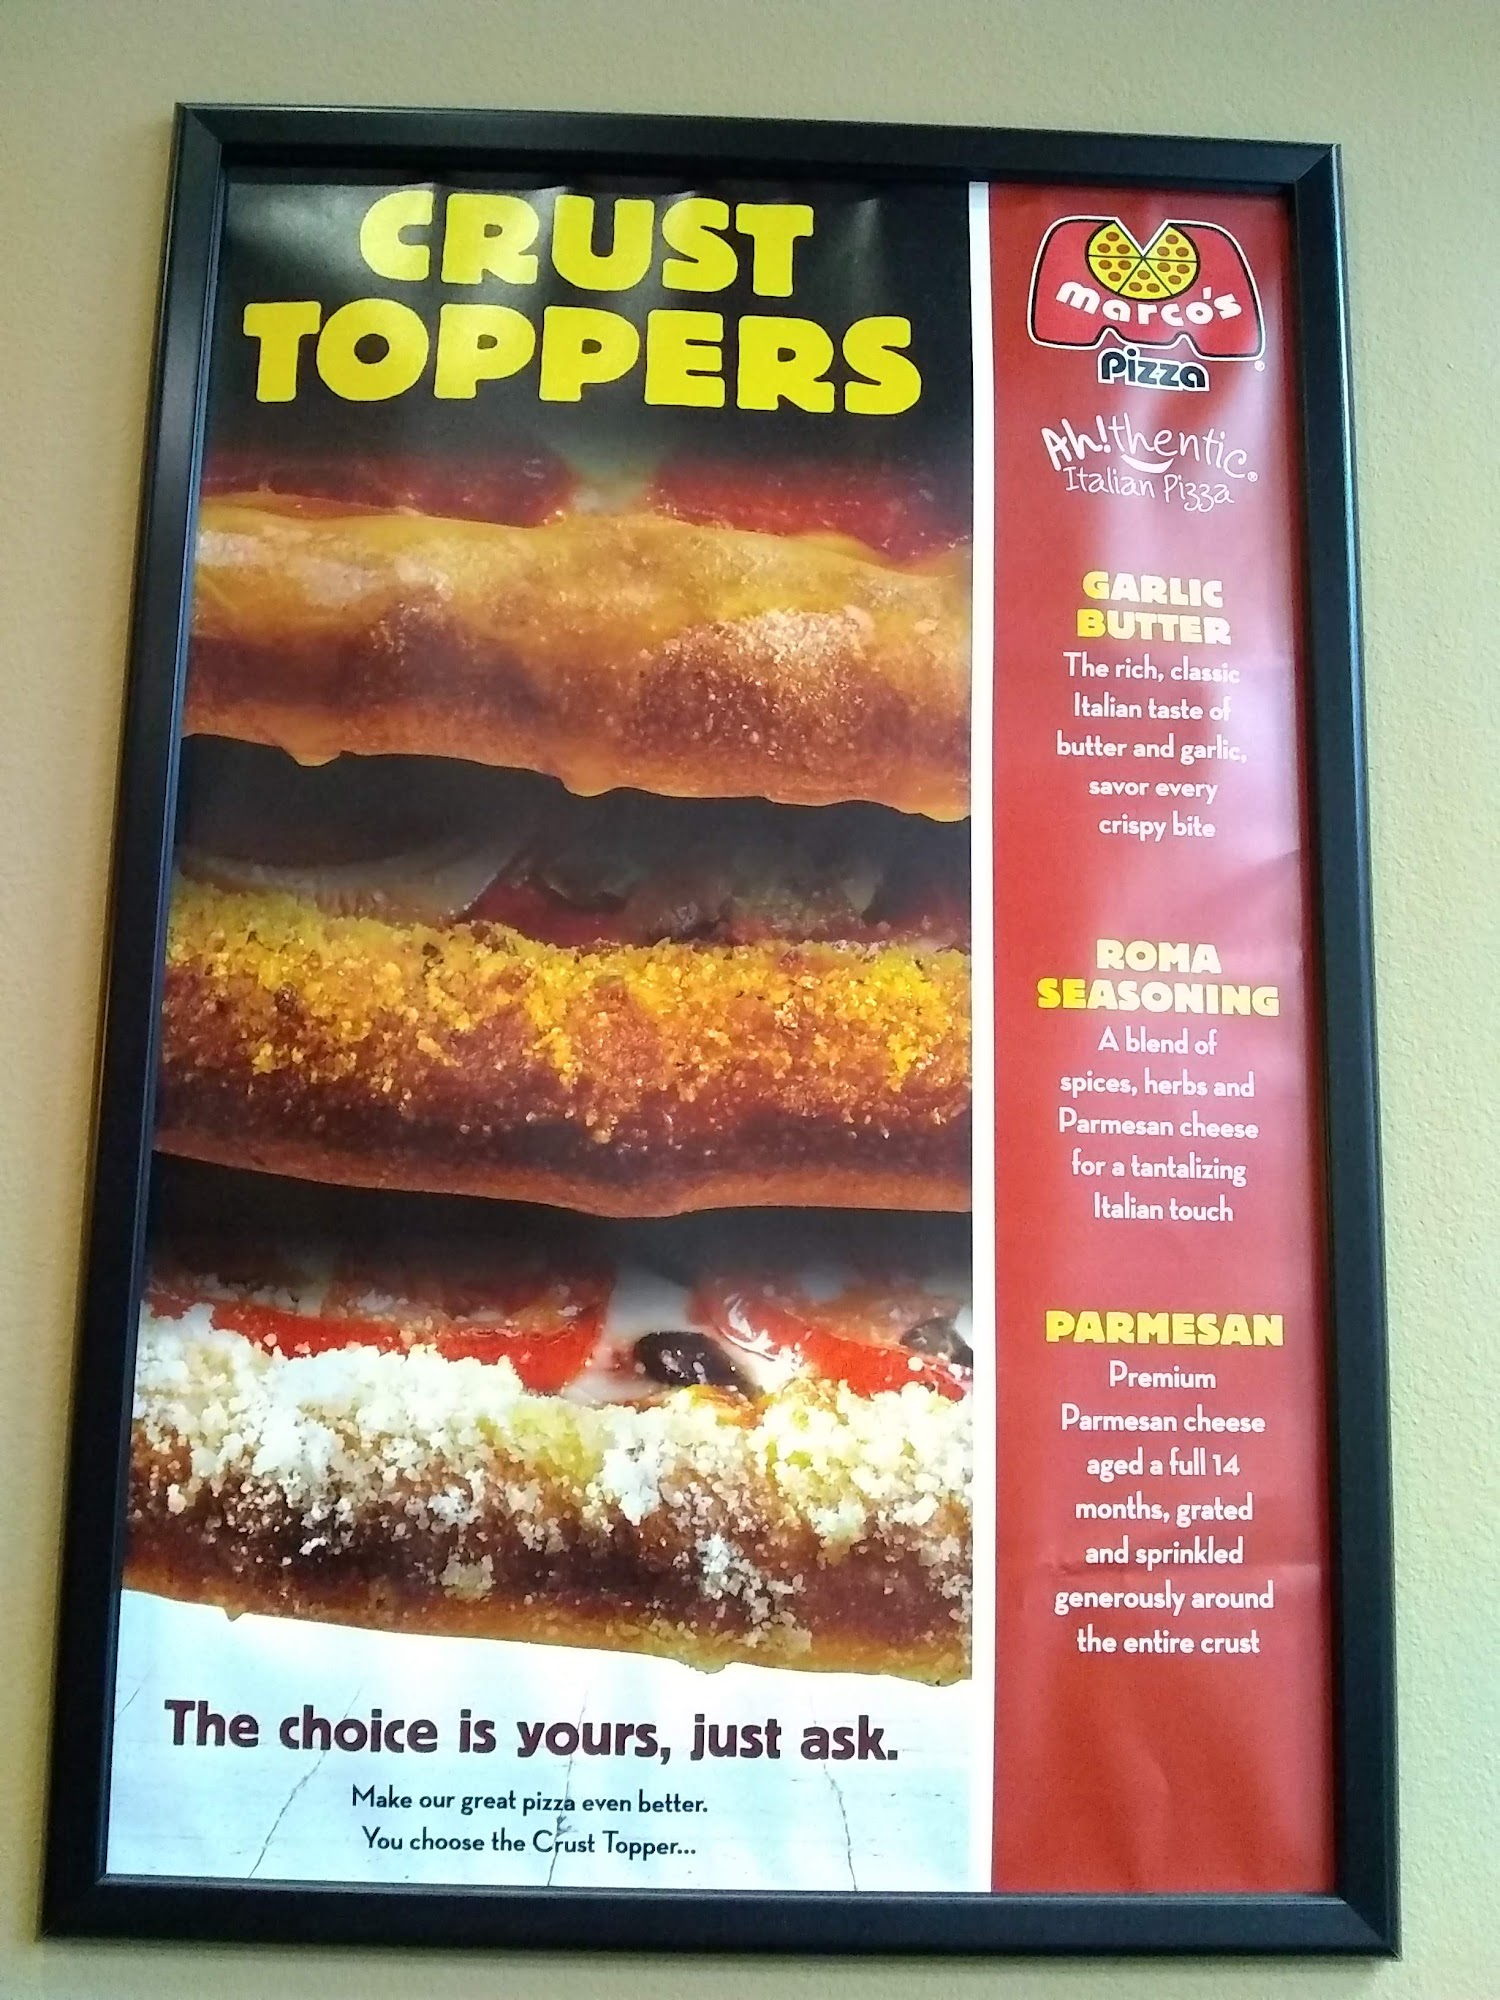 CRUST
TOPPERS
The choice is yours, just ask.
Make our great pizza even better.
You choose the Crust Topper...
Marco's
Pizza
Ah!thentic
Italian Pizza
GARLIC
BUTTER
The rich, classic
Italian taste of
butter and garlic,
savor every
crispy bite
ROMA
SEASONING
A blend of
spices, herbs and
Parmesan cheese
for a tantalizing
Italian touch
PARMESAN
Premium
Parmesan cheese
aged a full 14
months, grated
and sprinkled
generously around
the entire crust